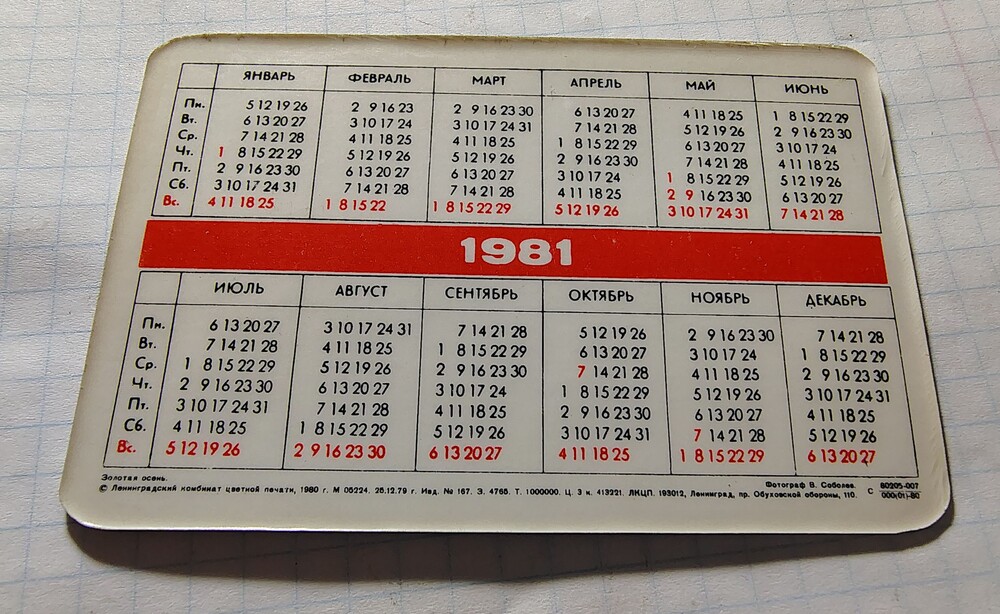 ЯНВАРЬ ФЕВРАЛЬ МАРТ АПРЕЛЬ МАЙ ИЮНЬ
Пн. 5 12 19 26 2 9 16 23 2 9 16 23 30 6 13 20 27 4 11 18 25 1 8 15 22 29
Вт. 6 13 20 27 3 10 17 24 3 10 17 24 31 7 14 21 28 5 12 19 26 2 9 16 23 30
Ср. 7 14 21 28 4 11 18 25 4 11 18 25 1 8 15 22 29 6 13 20 27 3 10 17 24
Чт. 1 8 15 22 29 5 12 19 26 5 12 19 26 2 9 16 23 30 7 14 21 28 4 11 18 25
Пт. 2 9 16 23 30 6 13 20 27 6 13 20 27 3 10 17 24 1 8 15 22 29 5 12 19 26
Сб. 3 10 17 24 31 7 14 21 28 7 14 21 28 4 11 18 25 2 9 16 23 30 6 13 20 27
Вс. 4 11 18 25 1 8 15 22 1 8 15 22 29 5 12 19 26 3 10 17 24 31 7 14 21 28
1981
ИЮЛЬ АВГУСТ СЕНТЯБРЬ ОКТЯБРЬ НОЯБРЬ ДЕКАБРЬ
Пн. 6 13 20 27 3 10 17 24 31 7 14 21 28 5 12 19 26 2 9 16 23 30 7 14 21 28
Вт. 7 14 21 28 4 11 18 25 1 8 15 22 29 6 13 20 27 3 10 17 24 1 8 15 22 29
Ср. 1 8 15 22 29 5 12 19 26 2 9 16 23 30 7 14 21 28 4 11 18 25 2 9 16 23 30
Чт. 2 9 16 23 30 6 13 20 27 3 10 17 24 1 8 15 22 29 5 12 19 26 3 10 17 24 31
Пт. 3 10 17 24 31 7 14 21 28 4 11 18 25 2 9 16 23 30 6 13 20 27 4 11 18 25
Сб. 4 11 18 25 1 8 15 22 29 5 12 19 26 3 10 17 24 31 7 14 21 28 5 12 19 26
Вс. 5 12 19 26 2 9 16 23 30 6 13 20 27 4 11 18 25 1 8 15 22 29 6 13 20 27
Золотая осень. Фотограф В. Соболев.
© Ленинградский комбинат цветной печати, 1980 г. М 05224. 25.12.79 г. Изд. № 167. З. 4765. Т. 1000000. Ц. 3 к. 413221. ЛКЦП. 193012, Ленинград, пр. Обуховской обороны, 110. С 80205-007
000(01)-80